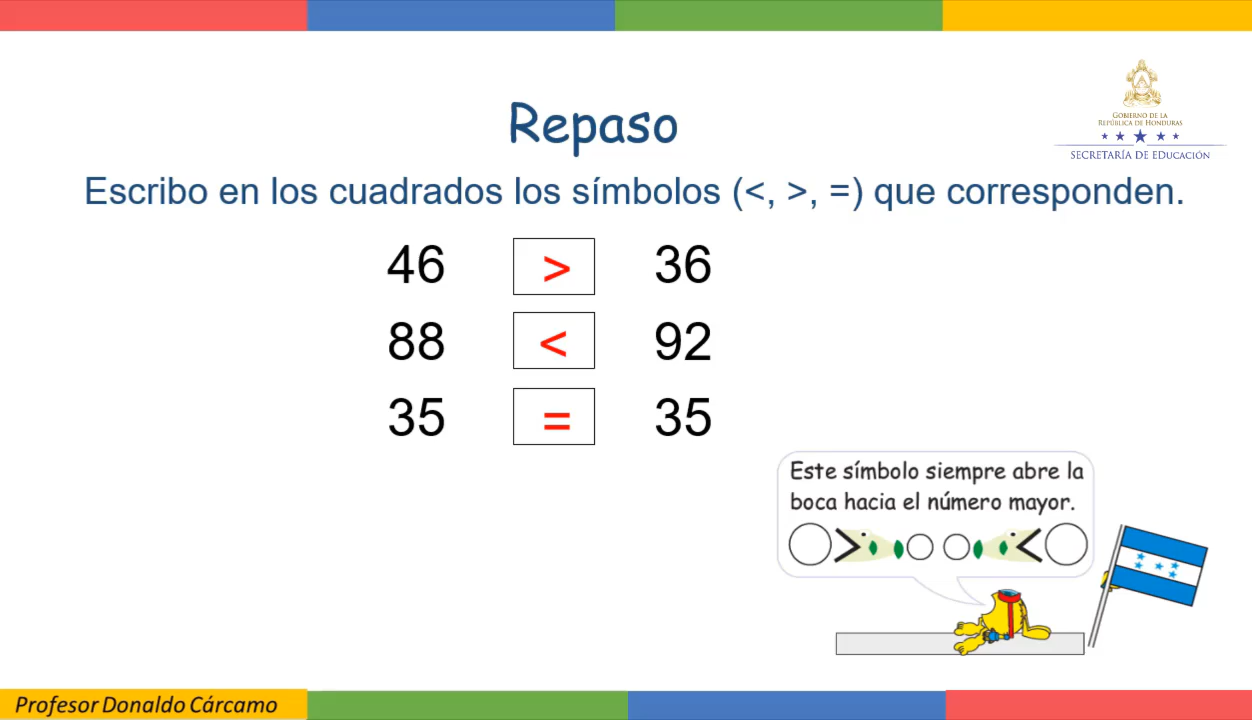 Repaso
GOBIERNO DE LA
REPÚBLICA DE HONDURAS
SECRETARÍA DE EDUCACIÓN
Escribo en los cuadrados los símbolos (<, >, =) que corresponden.
46 > 36
88 < 92
35 = 35
Este símbolo siempre abre la
boca hacia el número mayor.
> <
Profesor Donaldo Cárcamo